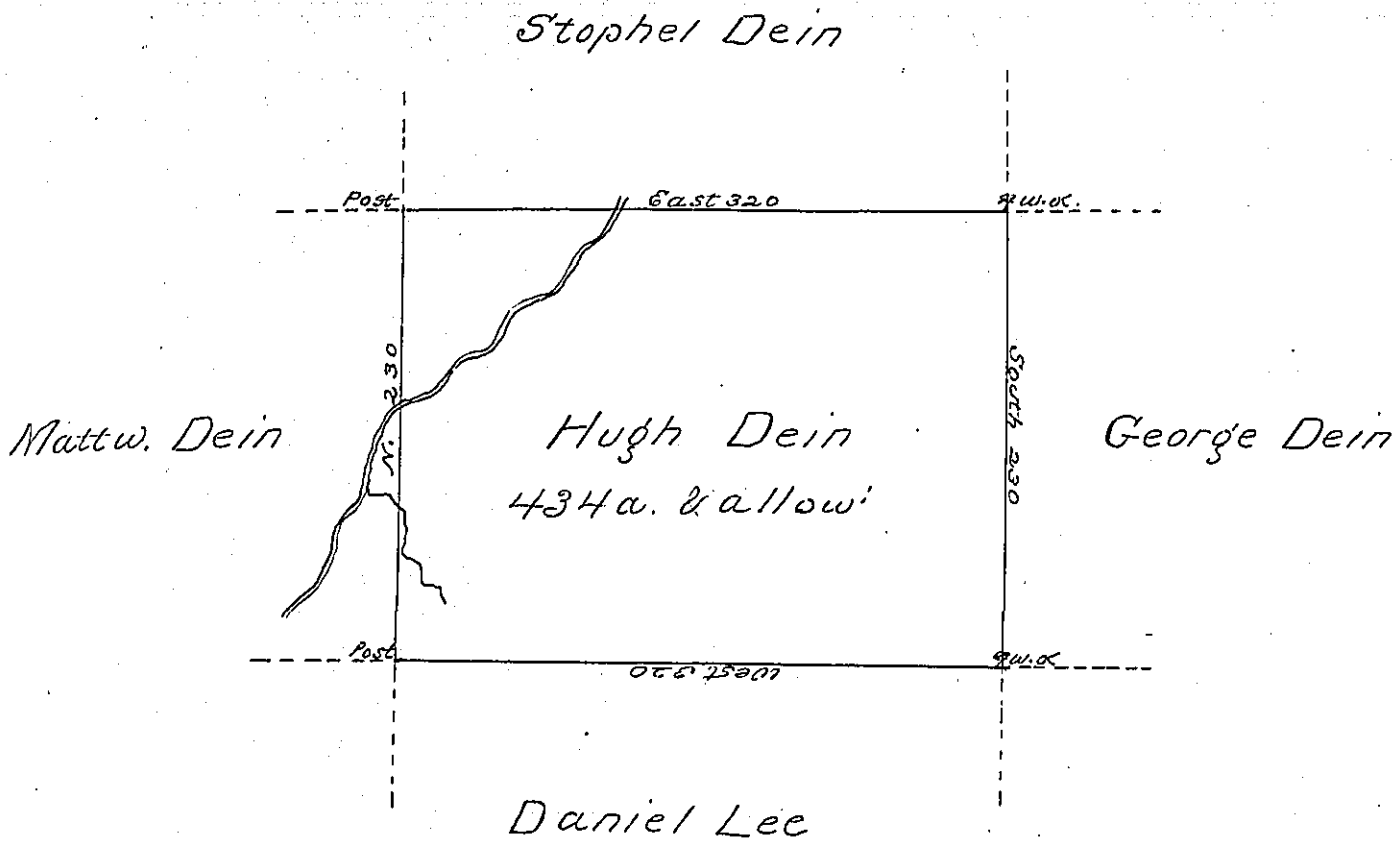 Stophel Dein
Post
East 320
w.o.
N. 230
South 230
Mattw. Dein
Hugh Dein
George Dein
434 a. & allow'
Post
West 320
w.o.
Daniel Lee